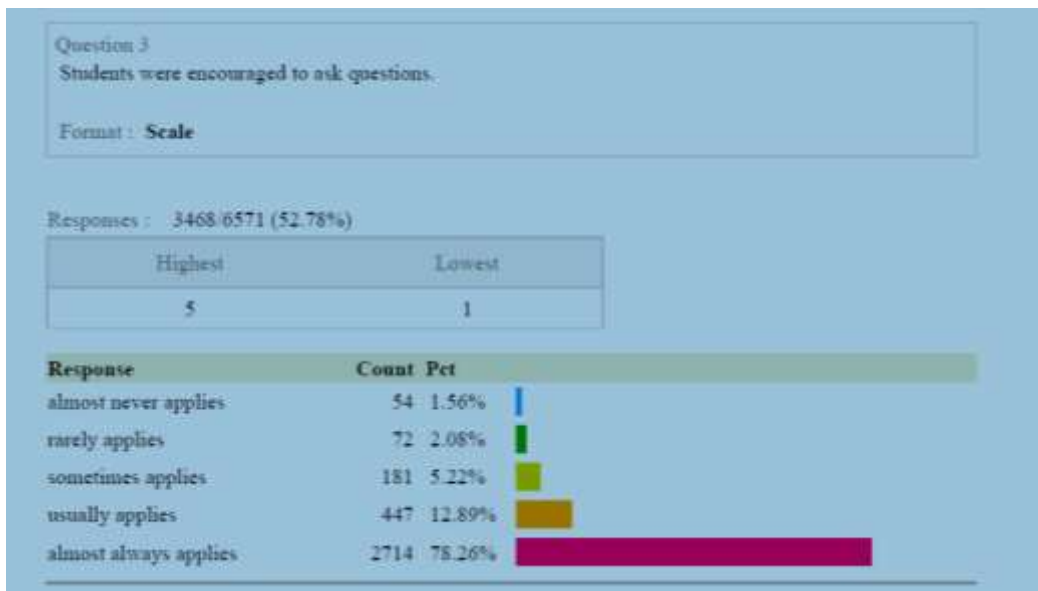 Question 3
Students were encouraged to ask questions.
Format : Scale
Responses : 3468/6571 (52.78%)
Highest Lowest
5 1
Response Count Pct
almost never applies 54 1.56%
rarely applies 72 2.08%
sometimes applies 181 5.22%
usually applies 447 12.89%
almost always applies 2714 78.26%